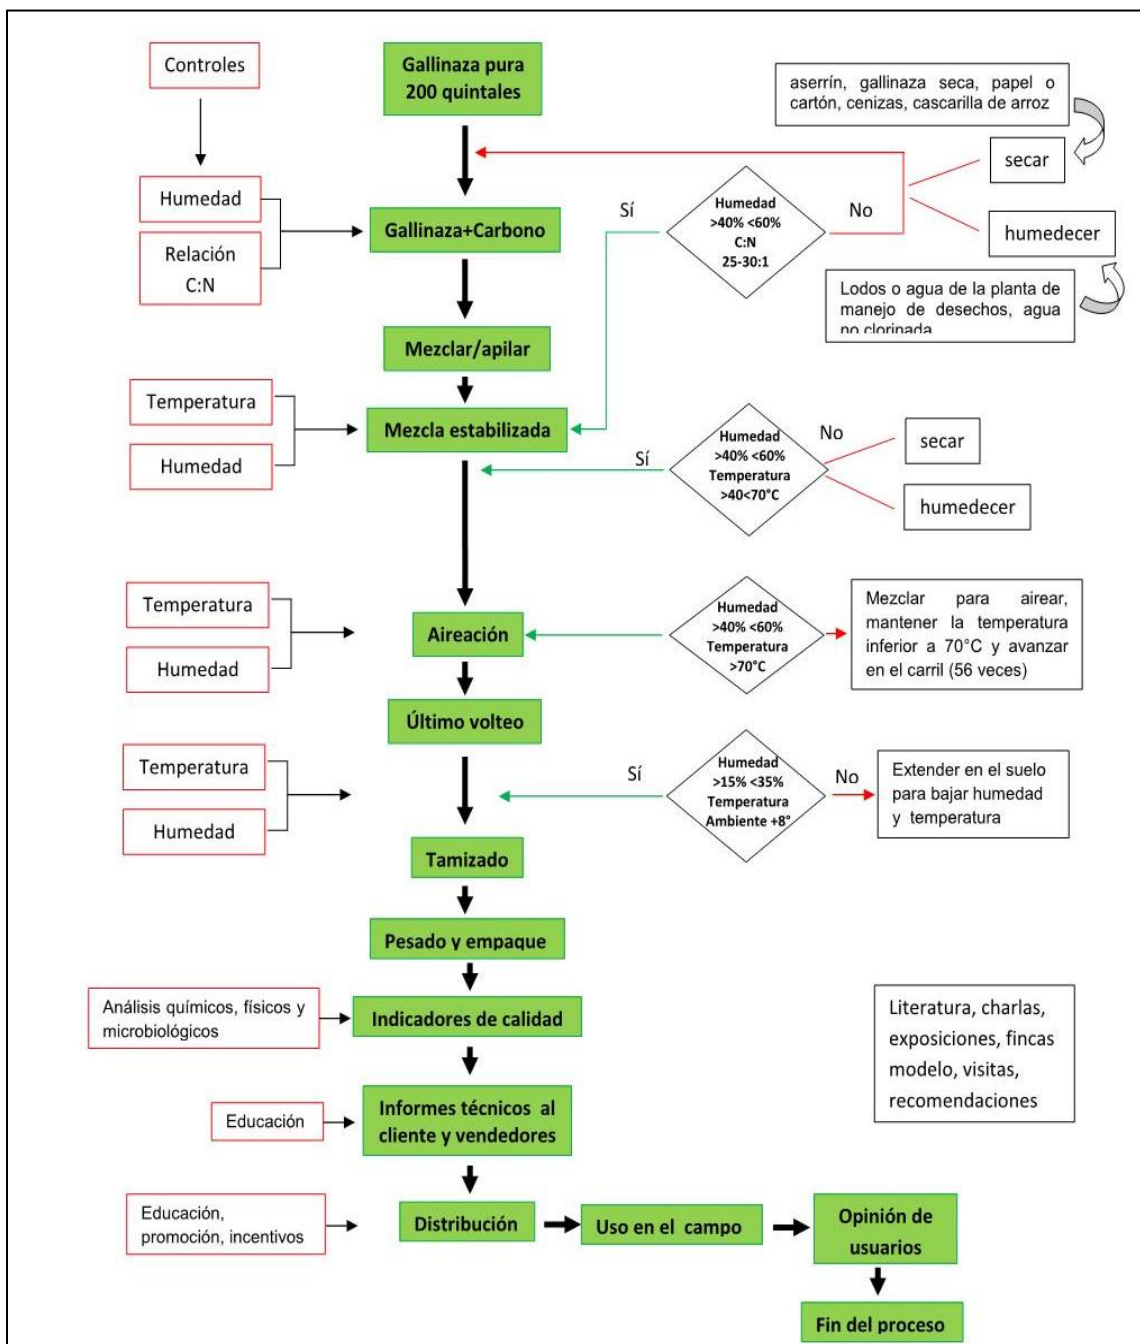 Controles
Gallinaza pura
200 quintales
aserrín, gallinaza seca, papel o
cartón, cenizas, cascarilla de arroz
secar
Humedad
Humedad
>40% <60%
C:N
25-30:1
Sí
No
Gallinaza+Carbono
humedecer
Relación
C:N
Lodos o agua de la planta de
manejo de desechos, agua
no clorinada
Mezclar/apilar
Temperatura
Mezcla estabilizada
Humedad
Humedad
>40% <60%
Temperatura
>40<70°C
Sí
No
secar
humedecer
Temperatura
Humedad
Aireación
Humedad
>40% <60%
Temperatura
>70°C
Mezclar para airear,
mantener la temperatura
inferior a 70°C y avanzar
en el carril (56 veces)
Último volteo
Temperatura
Humedad
Sí
Humedad
>15% <35%
Temperatura
Ambiente +8°
No
Extender en el suelo
para bajar humedad
y temperatura
Tamizado
Pesado y empaque
Análisis químicos, físicos y
microbiológicos
Indicadores de calidad
Literatura, charlas,
exposiciones, fincas
modelo, visitas,
recomendaciones
Educación
Informes técnicos al
cliente y vendedores
Educación,
promoción, incentivos
Distribución
Uso en el campo
Opinión de
usuarios
Fin del proceso